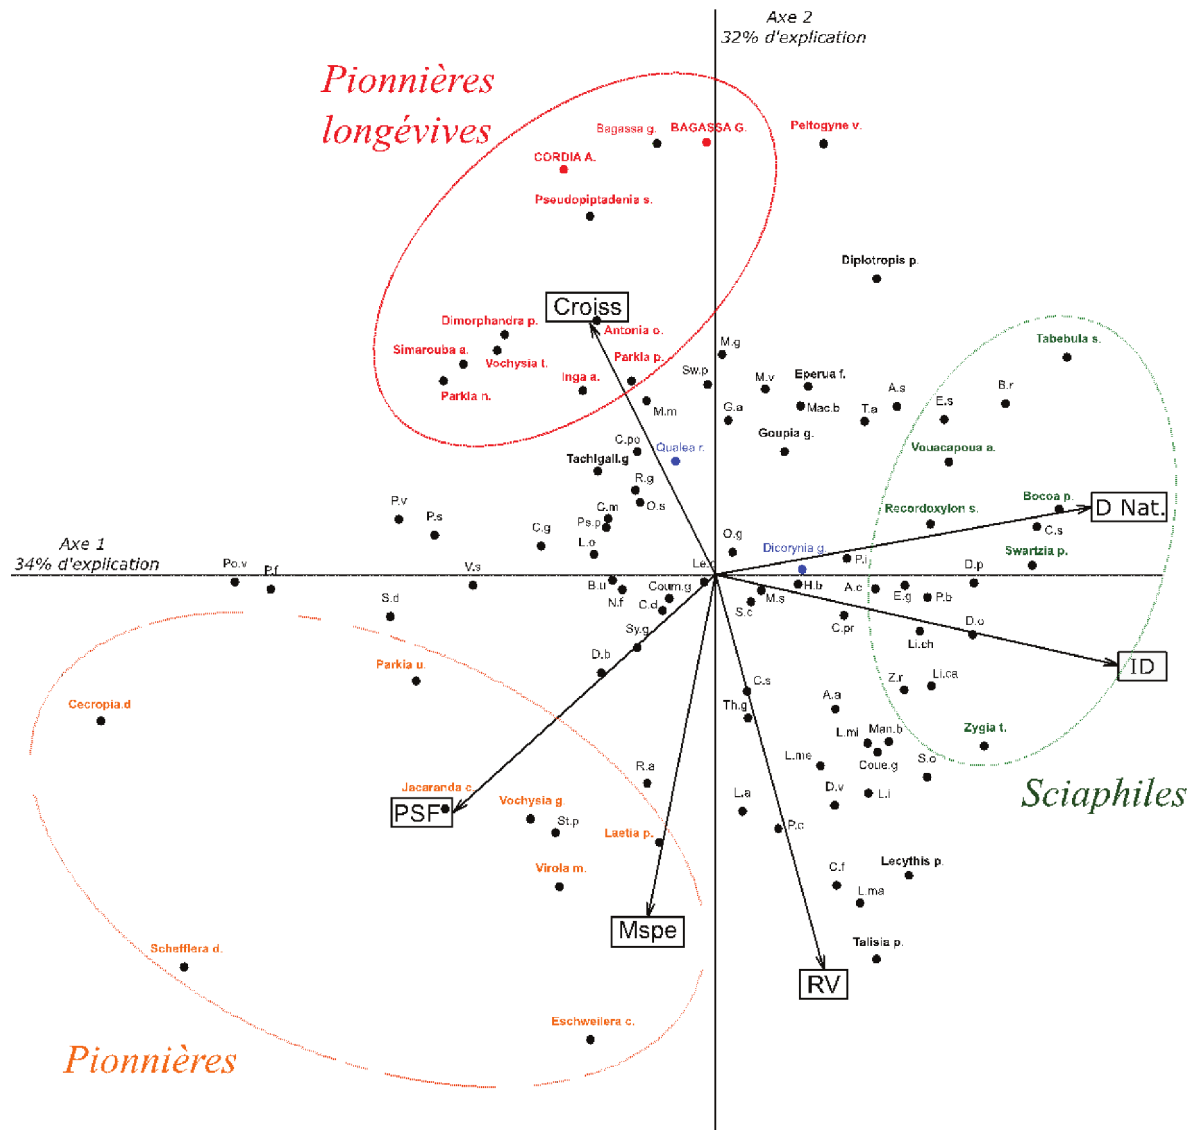 Axe 2
32% d'explication
Pionnières
longévives
Bagassa g.
BAGASSA G.
Peltogyne v.
CORDIA A.
Pseudopiptadenia s.
Diplotropis p.
Croiss
Dimorphandra p.
Antonia o.
Tabebula s.
Simarouba a.
Vochysia t.
Parkia p.
M.g
Parkia n.
Inga a.
Sw.p
M.v
Eperua f.
A.s
B.r
M.m
G.a
Mac.b
T.a
E.s
C.po
Qualea r.
Goupia g.
Vouacapoua a.
Tachigali.g
R.g
O.s
Bocoa p.
D Nat.
P.v
P.s
C.m
Ps.p
Recordoxylon s.
C.s
C.g
L.o
O.g
Dicorynia g.
P.i
Swartzia p.
Axe 1
34% d'explication
Po.v
P.f
V.s
B.u
Coum.g
Le.c
H.b
A.c
E.g
D.p
S.d
N.f
C.d
S.c
M.s
P.b
C.pr
D.o
Sy.g
Li.ch
Parkia u.
D.b
ID
Cecropia.d
C.s
Z.r
Li.ca
Th.g
A.a
L.mi
Man.b
Zygia t.
R.a
L.me
Coue.g
S.o
Jacaranda c.
PSF
Vochysia g
St.p
L.a
D.v
L.i
Sciaphiles
Laetia p.
P.c
Virola m.
C.f
Lecythis p.
L.ma
Mspe
Schefflera d.
Talisia p.
RV
Eschweilera c.
Pionnières